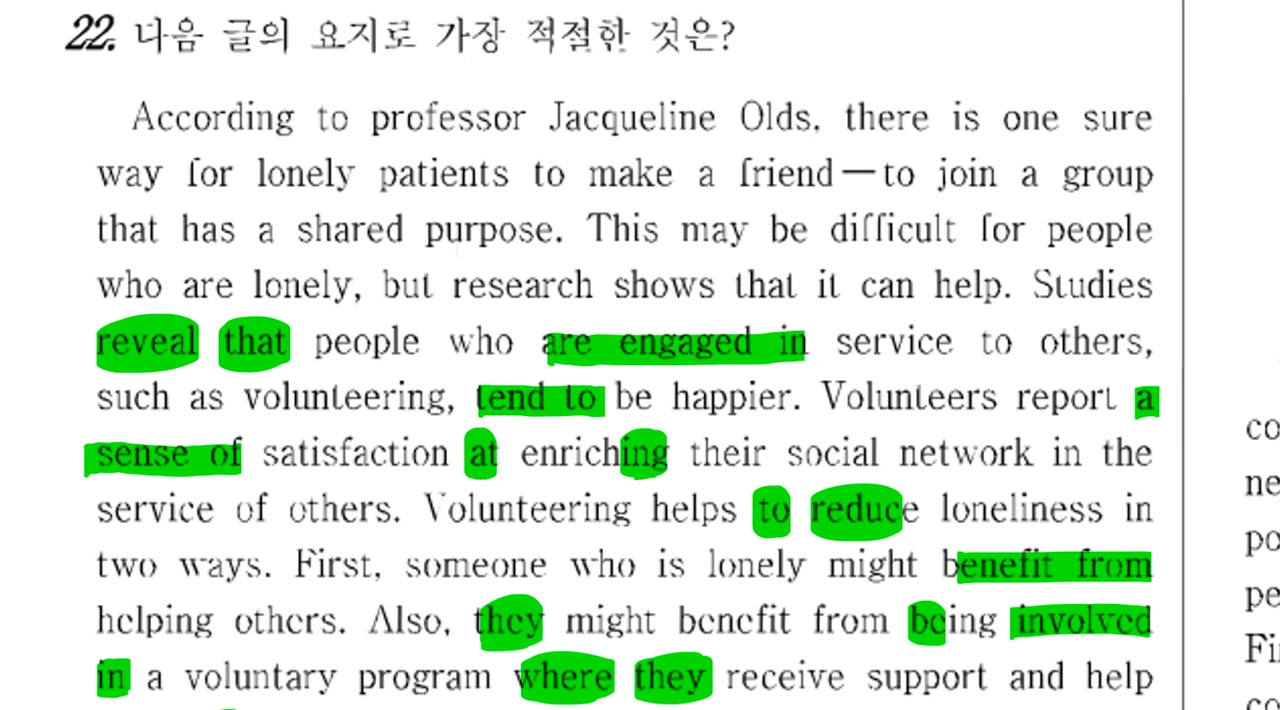 22. 다음 글의 요지로 가장 적절한 것은?
According to professor Jacqueline Olds, there is one sure
way for lonely patients to make a friend — to join a group
that has a shared purpose. This may be difficult for people
who are lonely, but research shows that it can help. Studies
reveal that people who are engaged in service to others,
such as volunteering, tend to be happier. Volunteers report a
sense of satisfaction at enriching their social network in the
service of others. Volunteering helps to reduce loneliness in
two ways. First, someone who is lonely might benefit from
helping others. Also, they might benefit from being involved
in a voluntary program where they receive support and help
co
ne
po
pe
Fi
co